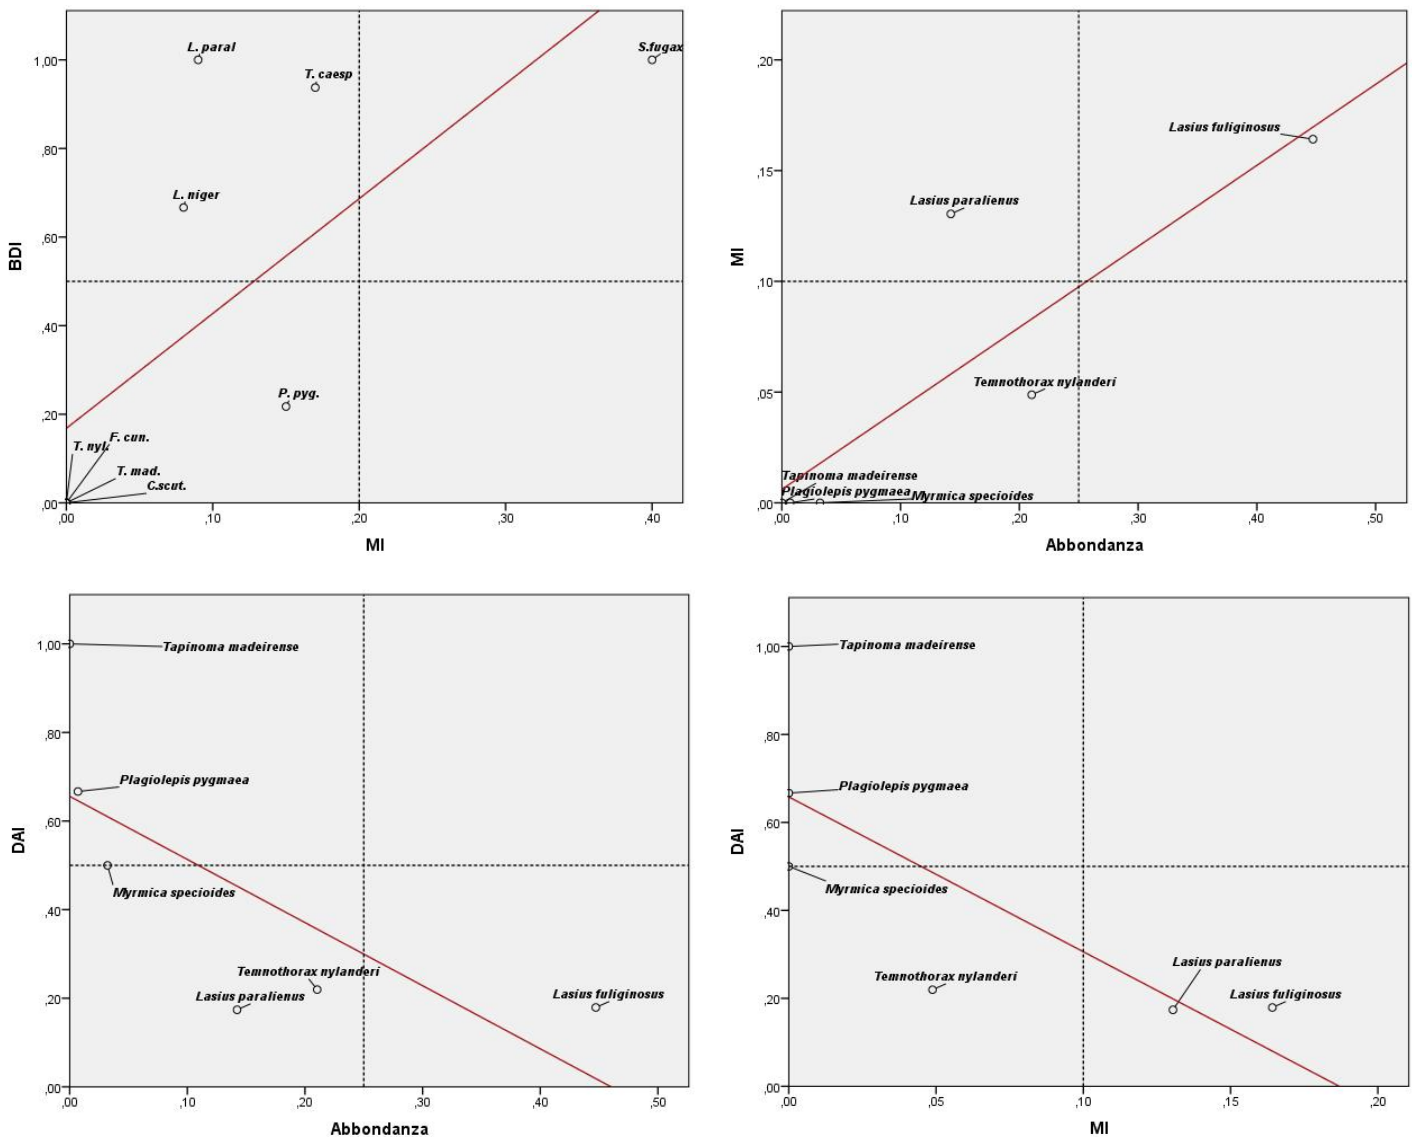 L. paral
S.fugax
1,00
T. caesp
,80
L. niger
,60
BDI
,40
P. pyg.
,20
F. cun.
T. nyl.
T. mad.
C.scut.
,00
,00 ,10 ,20 ,30 ,40
MI
,20
Lasius fuliginosus
,15
Lasius paralienus
MI
,10
Temnothorax nylanderi
,05
Tapinoma madeirense
Plagiolepis pygmaea Myrmica specioides
,00
,00 ,10 ,20 ,30 ,40 ,50
Abbondanza
1,00
Tapinoma madeirense
,80
Plagiolepis pygmaea
,60
DAI
Myrmica specioides
,40
Temnothorax nylanderi
Lasius paralienus
Lasius fuliginosus
,20
,00
,00 ,10 ,20 ,30 ,40 ,50
Abbondanza
1,00
Tapinoma madeirense
,80
Plagiolepis pygmaea
,60
DAI
Myrmica specioides
,40
Lasius paralienus
Temnothorax nylanderi
Lasius fuliginosus
,20
,00
,00 ,05 ,10 ,15 ,20
MI